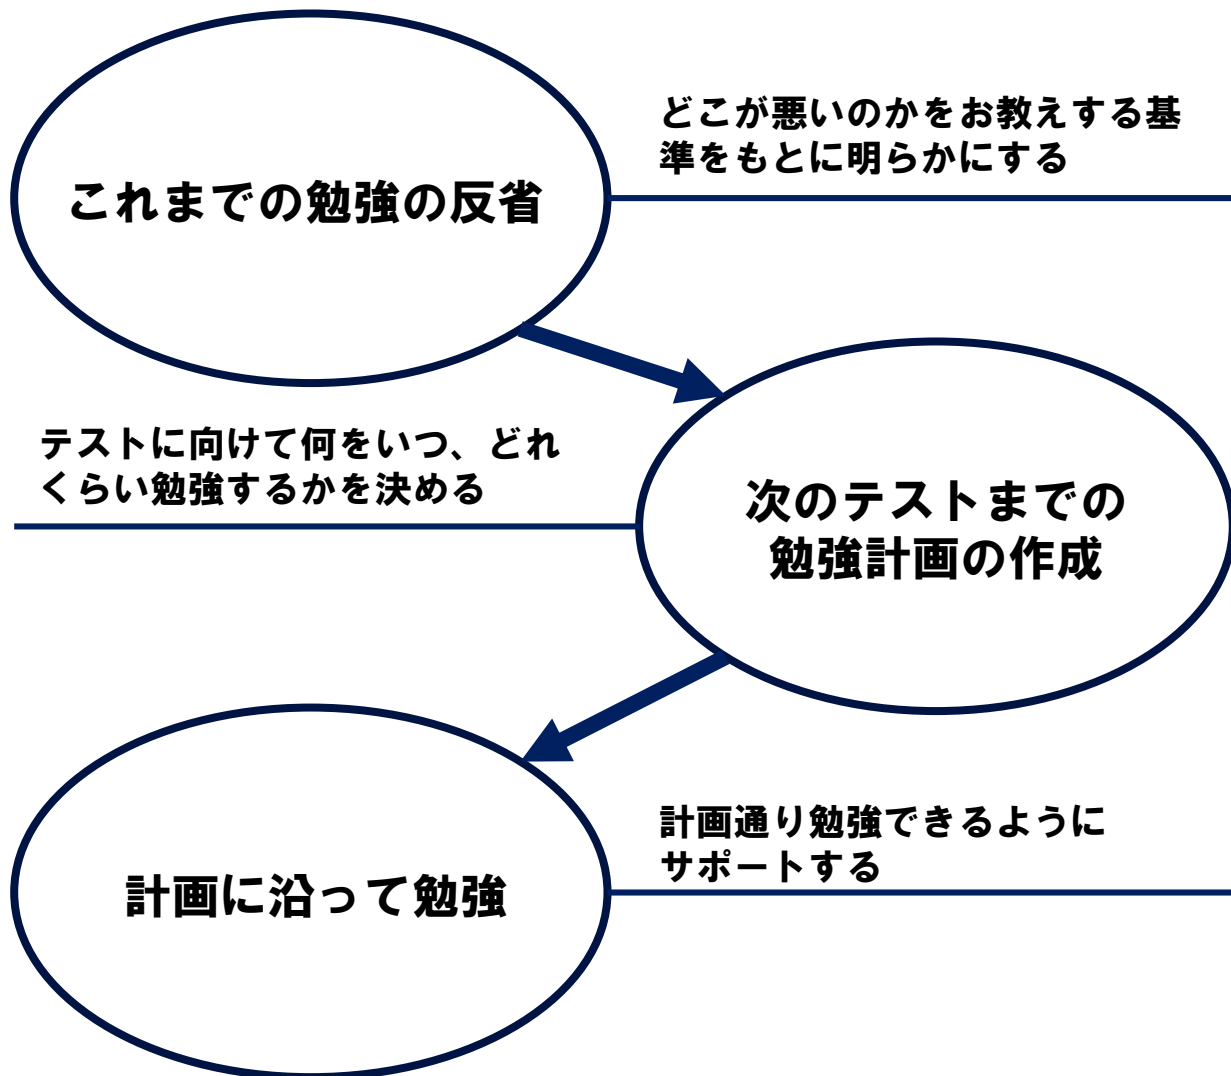 どこが悪いのかをお教えする基
準をもとに明らかにする
これまでの勉強の反省
テストに向けて何をいつ、どれ
くらい勉強するかを決める
次のテストまでの
勉強計画の作成
計画通り勉強できるように
サポートする
計画に沿って勉強